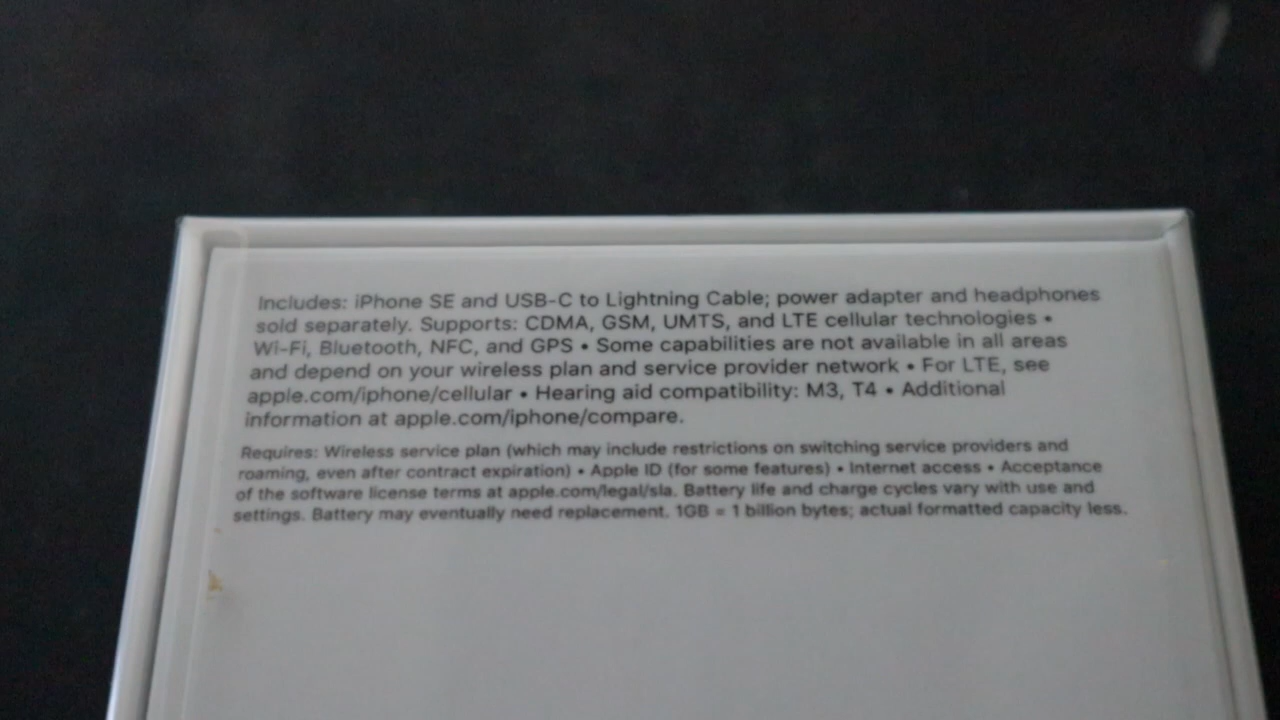 Includes: iPhone SE and USB-C to Lightning Cable; power adapter and headphones
sold separately. Supports: CDMA, GSM, UMTS, and LTE cellular technologies •
Wi-Fi, Bluetooth, NFC, and GPS • Some capabilities are not available in all areas
and depend on your wireless plan and service provider network • For LTE, see
apple.com/iphone/cellular • Hearing aid compatibility: M3, T4 • Additional
information at apple.com/iphone/compare.
Requires: Wireless service plan (which may include restrictions on switching service providers and
roaming, even after contract expiration) • Apple ID (for some features) • Internet access • Acceptance
of the software license terms at apple.com/legal/sla. Battery life and charge cycles vary with use and
settings. Battery may eventually need replacement. 1GB = 1 billion bytes; actual formatted capacity less.